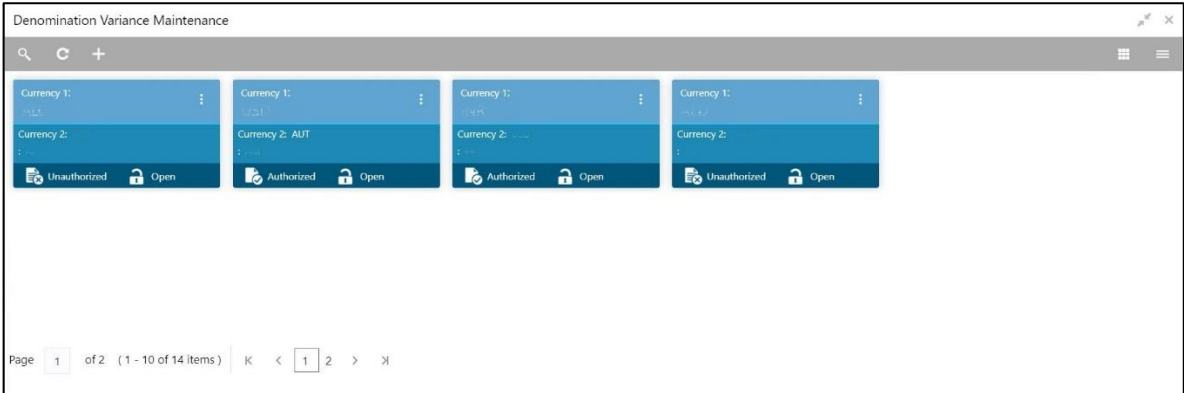 Denomination Variance Maintenance
Currency 1: Currency 1: Currency 1: Currency 1:
Currency 2: Currency 2: AUT Currency 2: Currency 2:
: : : :
Unauthorized Open Authorized Open Authorized Open Unauthorized Open
Page 1 of 2 ( 1 - 10 of 14 items ) 1 2